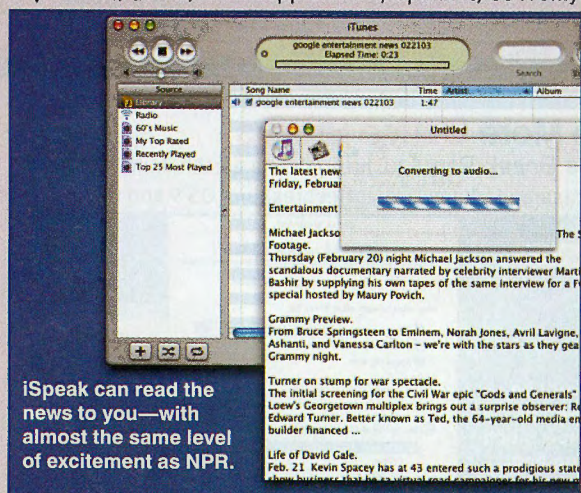 iTunes
google entertainment news 022103
Elapsed Time: 0:23
Search
Source
Song Name Time Artist Album
Library
google entertainment news 022103 1:47
Radio
60's Music
My Top Rated
Recently Played
Top 25 Most Played
Untitled
Converting to audio...
The latest new
Friday, Februar
Entertainment
Michael Jackso The S
Footage.
Thursday (February 20) night Michael Jackson answered the
scandalous documentary narrated by celebrity interviewer Marti
Bashir by supplying his own tapes of the same interview for a F
special hosted by Maury Povich.
Grammy Preview.
From Bruce Springsteen to Eminem, Norah Jones, Avril Lavigne,
Ashanti, and Vanessa Carlton – we're with the stars as they gea
Grammy night.
Turner on stump for war spectacle.
The initial screening for the Civil War epic "Gods and Generals"
Loew's Georgetown multiplex brings out a surprise observer: R
Edward Turner. Better known as Ted, the 64-year-old media em
builder financed ...
Life of David Gale.
Feb. 21 Kevin Spacey has at 43 entered such a prodigious state
show business that he
iSpeak can read the
news to you—with
almost the same level
of excitement as NPR.